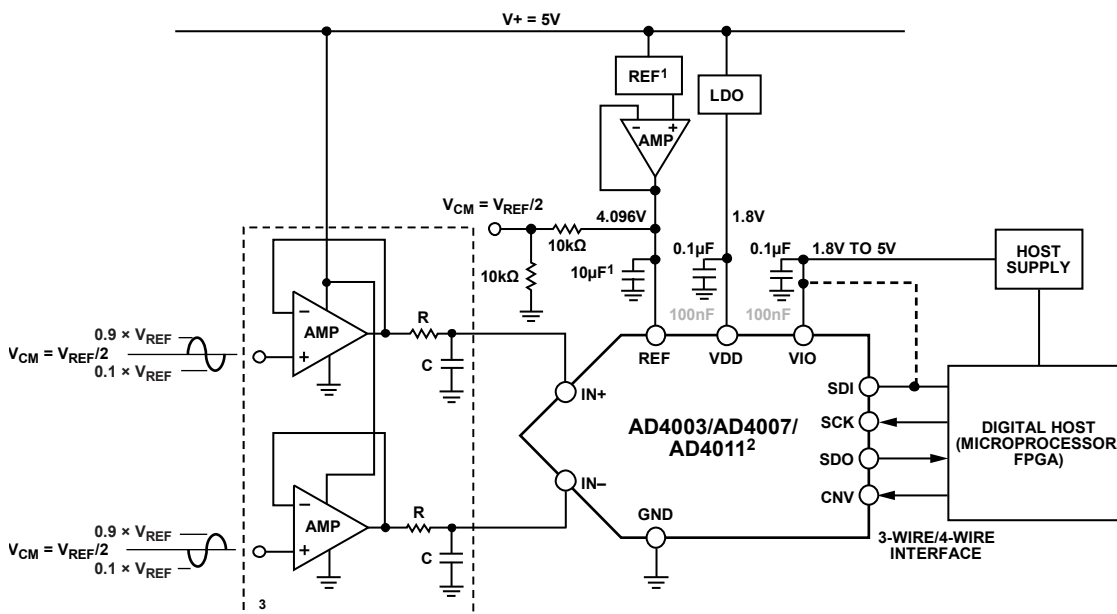 V+ = 5V
REF1
LDO
AMP
VCM = VREF/2
4.096V
1.8V
10kΩ
10kΩ
10µF1
0.1µF
0.1µF
1.8V TO 5V
HOST
SUPPLY
100nF
100nF
REF
VDD
VIO
0.9 × VREF
VCM = VREF/2
0.1 × VREF
AMP
R
C
IN+
AD4003/AD4007/
AD40112
SDI
SCK
SDO
CNV
DIGITAL HOST
(MICROPROCESSOR
FPGA)
IN–
GND
3-WIRE/4-WIRE
INTERFACE
0.9 × VREF
VCM = VREF/2
0.1 × VREF
AMP
R
C
3